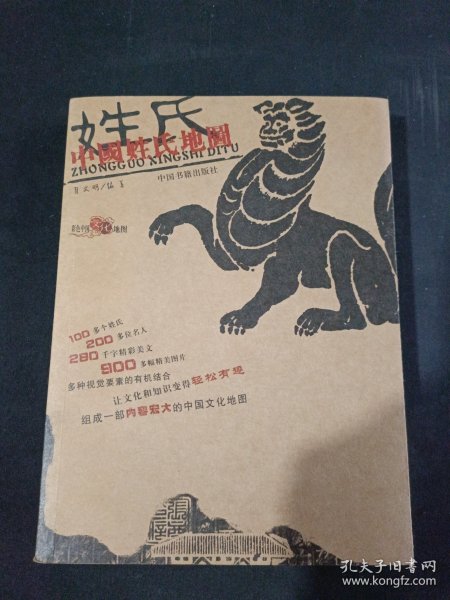 姓氏
中國姓氏地圖
ZHONGGUO XINGSHI DITU
中国书籍出版社
文化地图
100多个姓氏
200多位名人
280千字精彩美文
900多幅精美图片
多种视觉要素的有机结合
让文化和知识变得轻松有趣
组成一部内容宏大的中国文化地图
孔夫子旧书网
www.kongfz.com